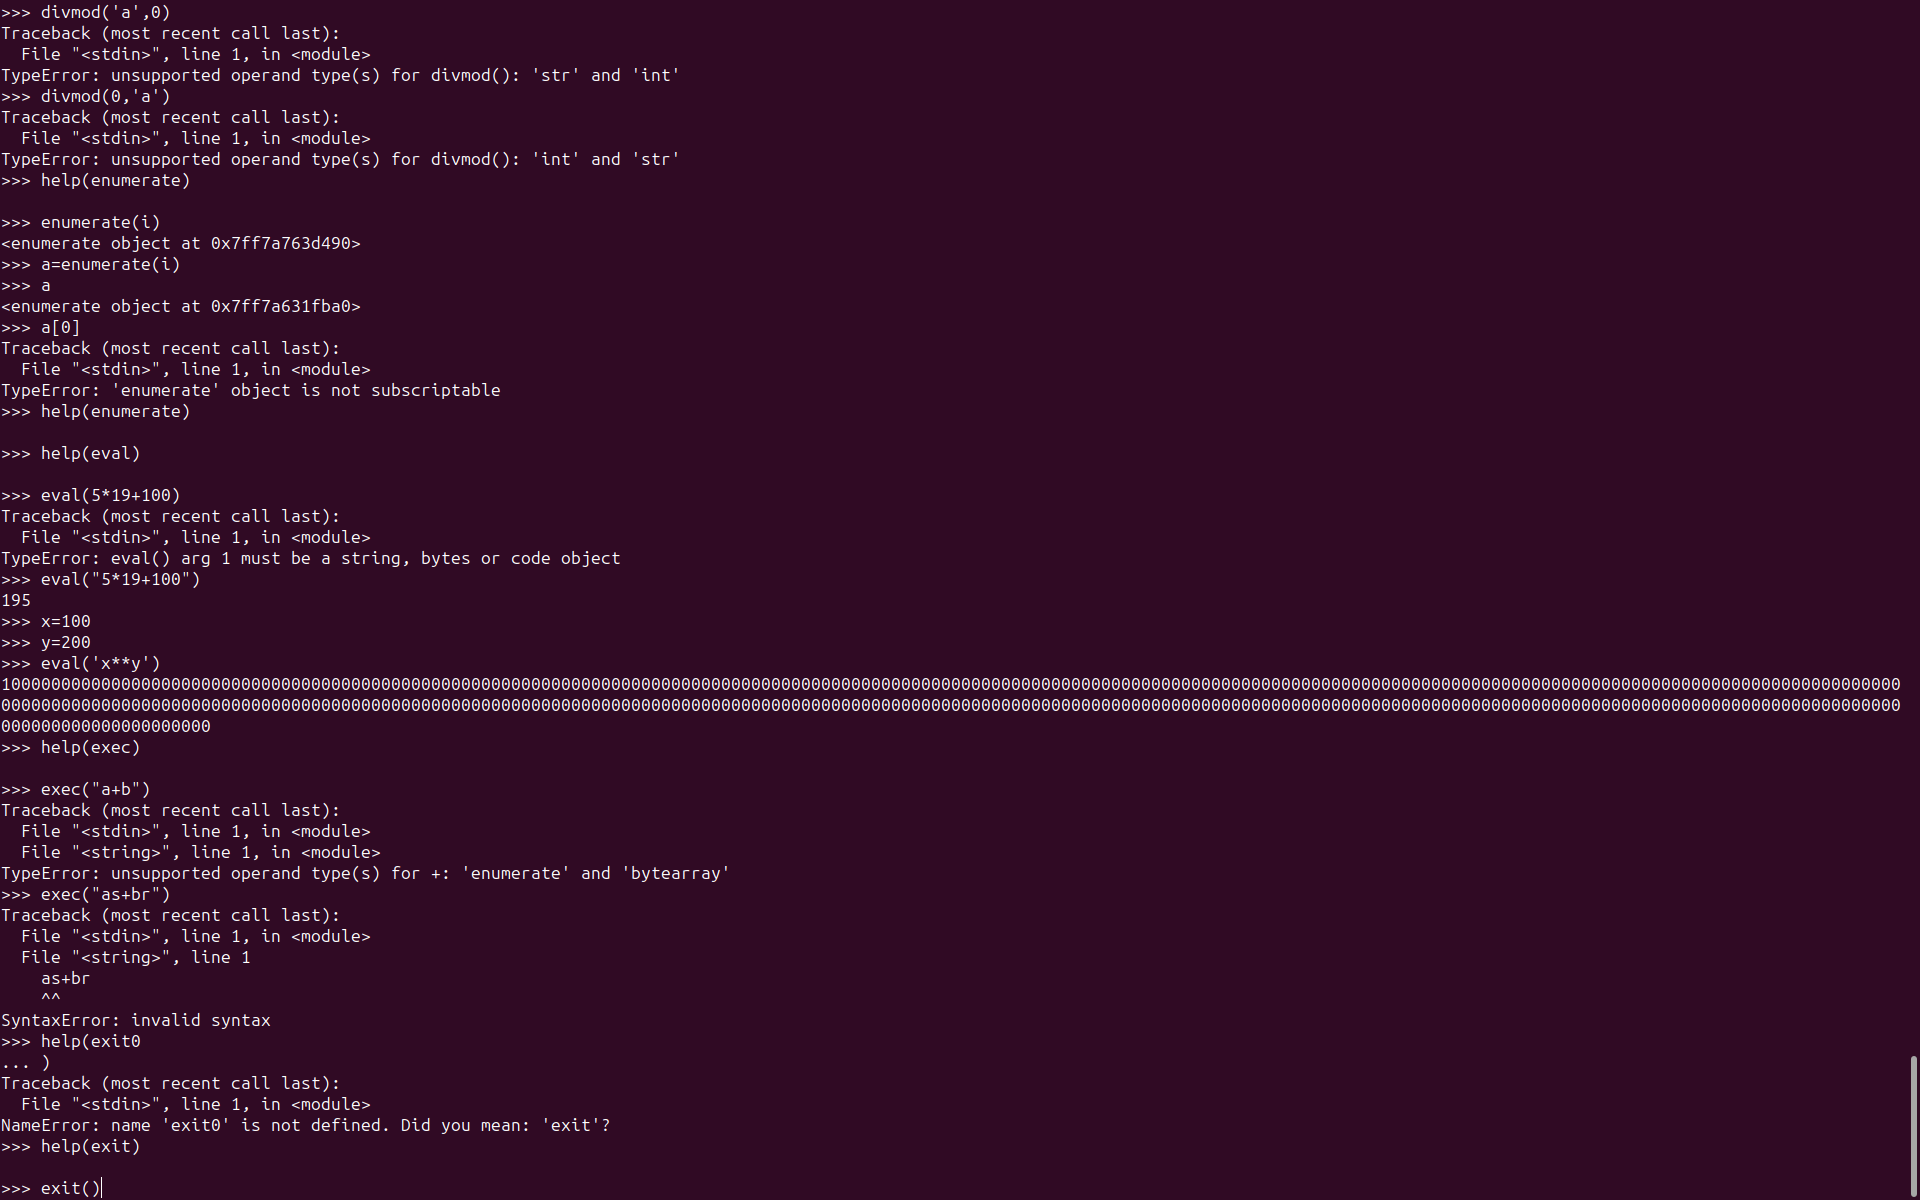 >>> divmod('a',0)
Traceback (most recent call last):
  File "<stdin>", line 1, in <module>
TypeError: unsupported operand type(s) for divmod(): 'str' and 'int'
>>> divmod(0,'a')
Traceback (most recent call last):
  File "<stdin>", line 1, in <module>
TypeError: unsupported operand type(s) for divmod(): 'int' and 'str'
>>> help(enumerate)

>>> enumerate(i)
<enumerate object at 0x7ff7a763d490>
>>> a=enumerate(i)
>>> a
<enumerate object at 0x7ff7a631fba0>
>>> a[0]
Traceback (most recent call last):
  File "<stdin>", line 1, in <module>
TypeError: 'enumerate' object is not subscriptable
>>> help(enumerate)

>>> help(eval)

>>> eval(5*19+100)
Traceback (most recent call last):
  File "<stdin>", line 1, in <module>
TypeError: eval() arg 1 must be a string, bytes or code object
>>> eval("5*19+100")
195
>>> x=100
>>> y=200
>>> eval('x**y')
1000000000000000000000000000000000000000000000000000000000000000000000000000000000000000000000000000000000000000000000000000000000000000000000000000000000000000000000000000000000000000000000
0000000000000000000000000000000000000000000000000000000000000000000000000000000000000000000000000000000000000000000000000000000000000000000000000000000000000000000000000000000000000000000000
000000000000000000000
>>> help(exec)

>>> exec("a+b")
Traceback (most recent call last):
  File "<stdin>", line 1, in <module>
  File "<string>", line 1, in <module>
TypeError: unsupported operand type(s) for +: 'enumerate' and 'bytearray'
>>> exec("as+br")
Traceback (most recent call last):
  File "<stdin>", line 1, in <module>
  File "<string>", line 1
    as+br
    ^^
SyntaxError: invalid syntax
>>> help(exit0
... )
Traceback (most recent call last):
  File "<stdin>", line 1, in <module>
NameError: name 'exit0' is not defined. Did you mean: 'exit'?
>>> help(exit)

>>> exit()